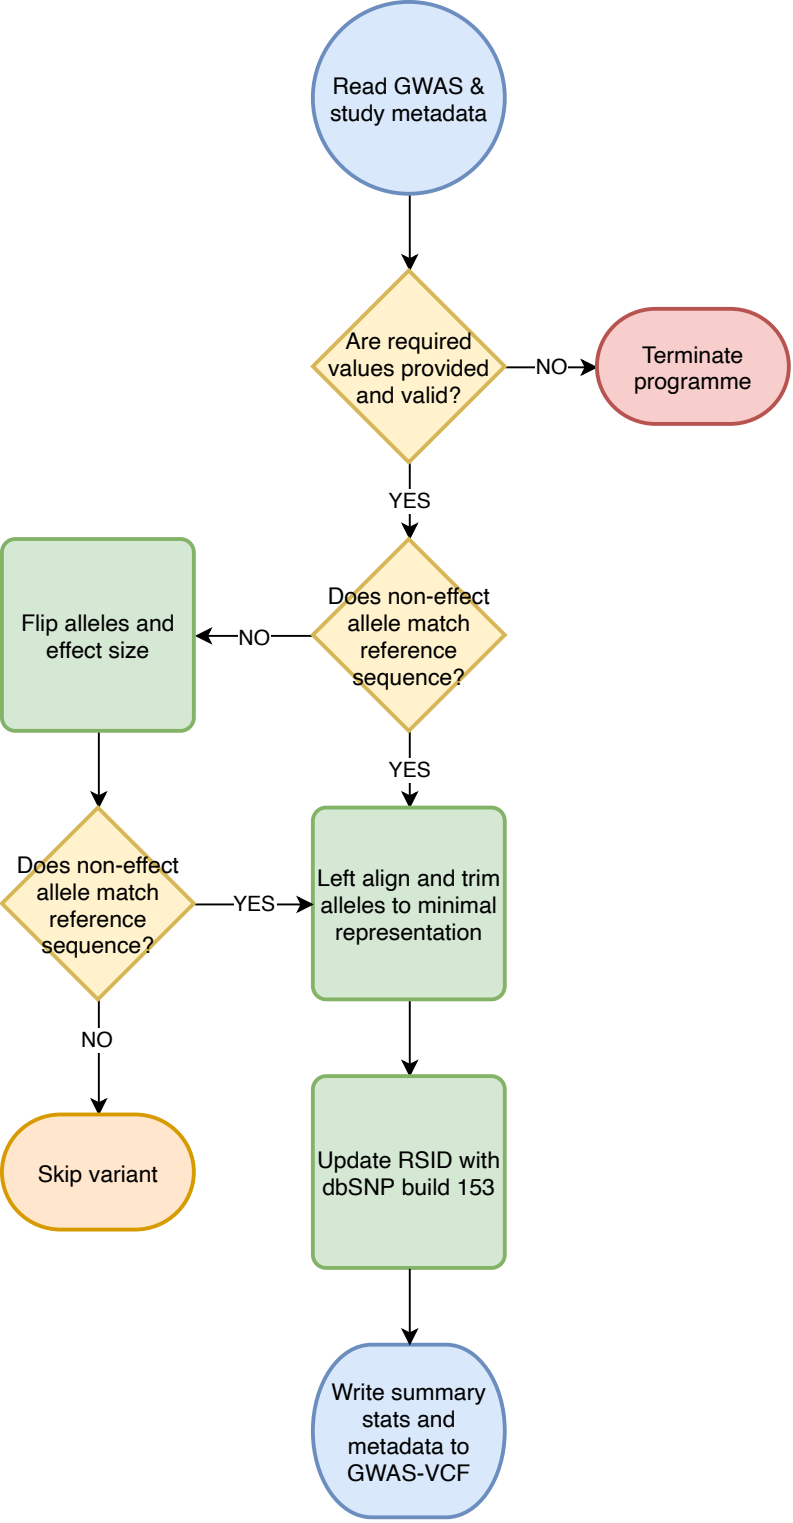 Read GWAS &
study metadata
Are required
values provided
and valid?
NO
Terminate
programme
YES
Does non-effect
allele match
reference
sequence?
NO
Flip alleles and
effect size
YES
Does non-effect
allele match
reference
sequence?
YES
Left align and trim
alleles to minimal
representation
NO
Skip variant
Update RSID with
dbSNP build 153
Write summary
stats and
metadata to
GWAS-VCF